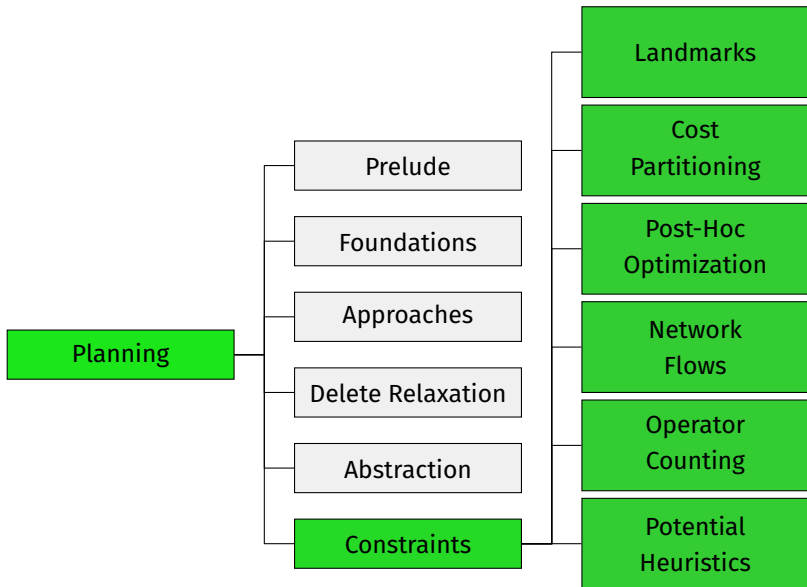 Planning
Prelude
Foundations
Approaches
Delete Relaxation
Abstraction
Constraints
Landmarks
Cost
Partitioning
Post-Hoc
Optimization
Network
Flows
Operator
Counting
Potential
Heuristics